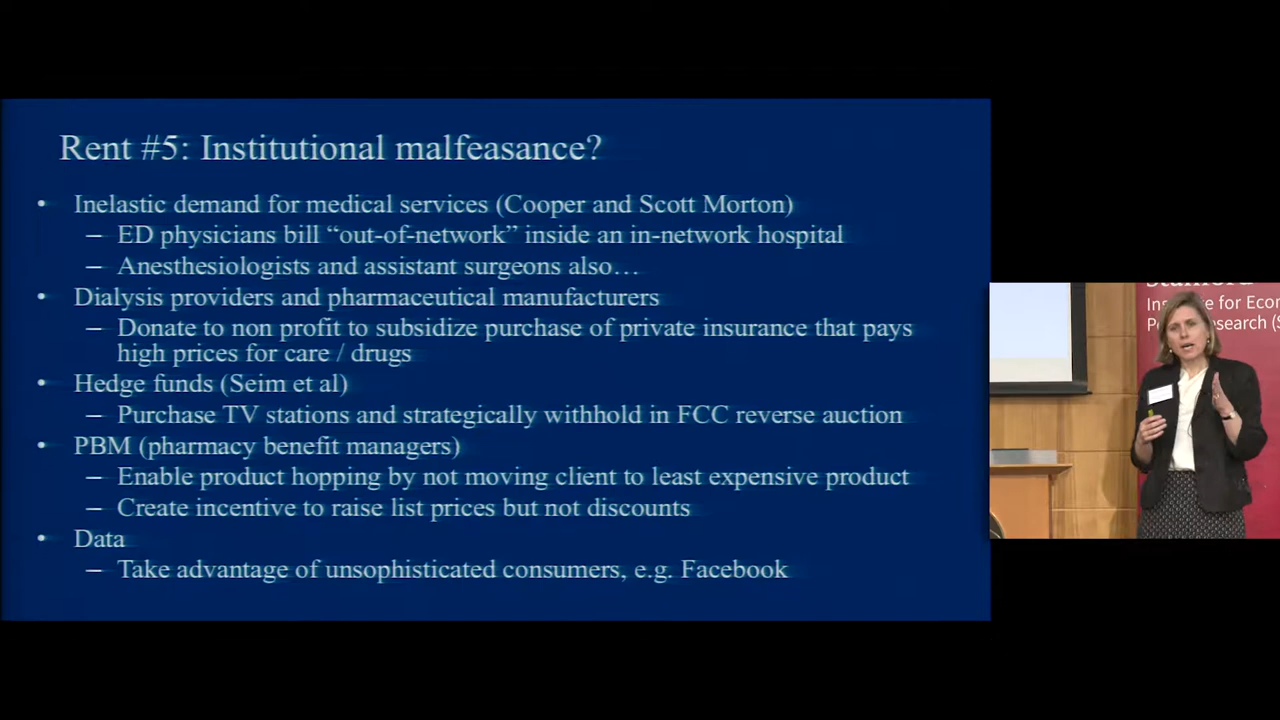 Rent #5: Institutional malfeasance?
• Inelastic demand for medical services (Cooper and Scott Morton)
– ED physicians bill “out-of-network” inside an in-network hospital
– Anesthesiologists and assistant surgeons also…
• Dialysis providers and pharmaceutical manufacturers
– Donate to non profit to subsidize purchase of private insurance that pays
high prices for care / drugs
• Hedge funds (Seim et al)
– Purchase TV stations and strategically withhold in FCC reverse auction
• PBM (pharmacy benefit managers)
– Enable product hopping by not moving client to least expensive product
– Create incentive to raise list prices but not discounts
• Data
– Take advantage of unsophisticated consumers, e.g. Facebook
Stanford
Institute for Econ
Research (S